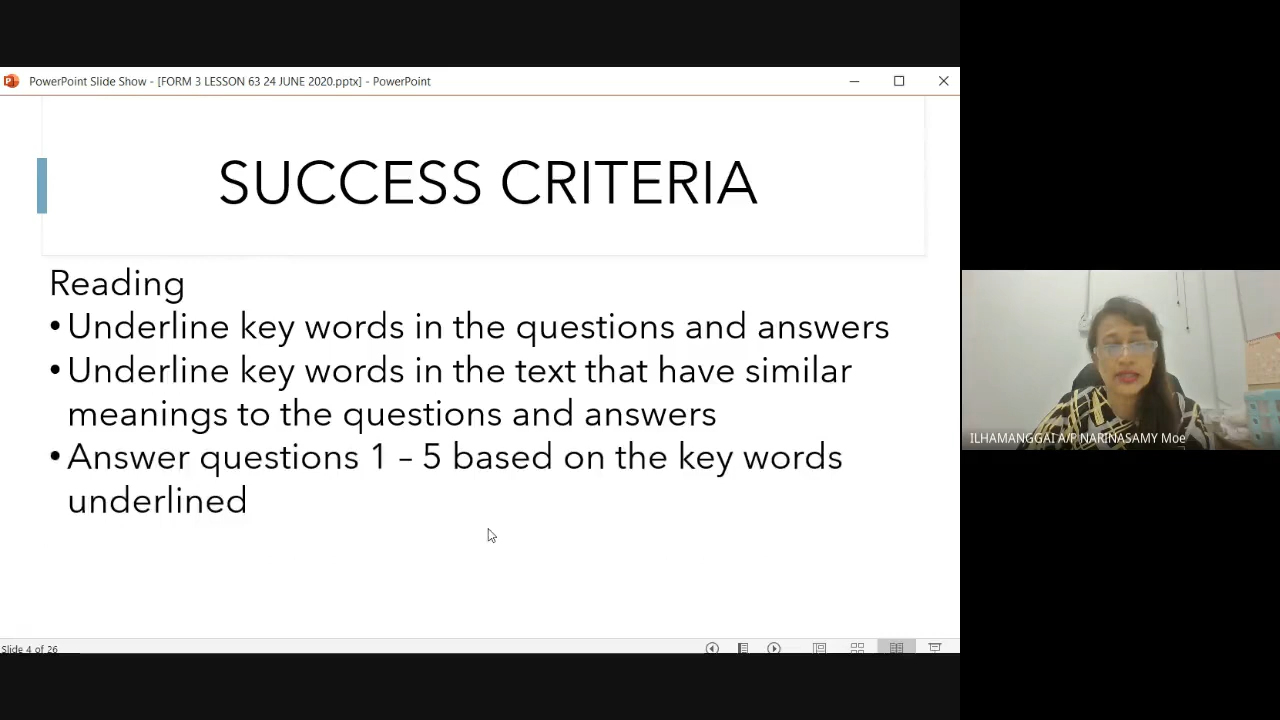 PowerPoint Slide Show - [FORM 3 LESSON 63 24 JUNE 2020.pptx] - PowerPoint
SUCCESS CRITERIA
Reading
• Underline key words in the questions and answers
• Underline key words in the text that have similar
meanings to the questions and answers
• Answer questions 1 – 5 based on the key words
underlined
ILHAMANGGAI A/P NARINASAMY Moe
Slide 4 of 26